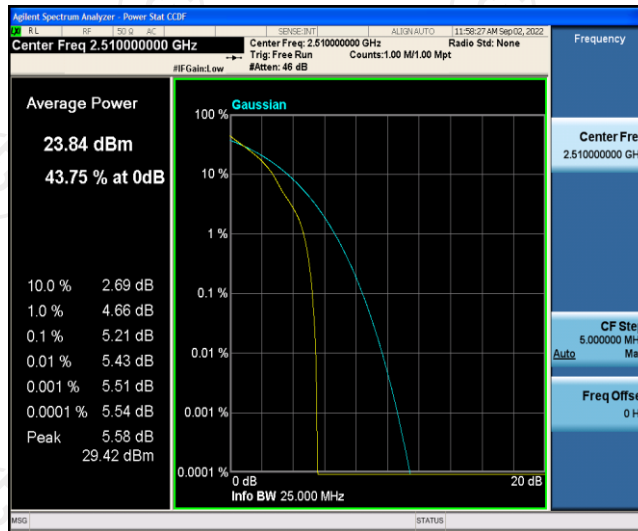 Agilent Spectrum Analyzer - Power Stat CCDF
RL RF 50 Ω AC SENSE:INT ALIGN AUTO 11:58:27 AM Sep 02, 2022
Center Freq 2.510000000 GHz
Center Freq: 2.510000000 GHz Radio Std: None
Trig: Free Run Counts:1.00 M/1.00 Mpt
#IFGain:Low #Atten: 46 dB
Frequency
Average Power
23.84 dBm
43.75 % at 0dB
10.0 % 2.69 dB
1.0 % 4.66 dB
0.1 % 5.21 dB
0.01 % 5.43 dB
0.001 % 5.51 dB
0.0001 % 5.54 dB
Peak 5.58 dB
29.42 dBm
Gaussian
100 %
10 %
1 %
0.1 %
0.01 %
0.001 %
0.0001 %
0 dB 20 dB
Info BW 25.000 MHz
Center Fre
2.510000000 GH
CF Ste
5.000000 MH
Auto Ma
Freq Offse
0 H
MSG STATUS